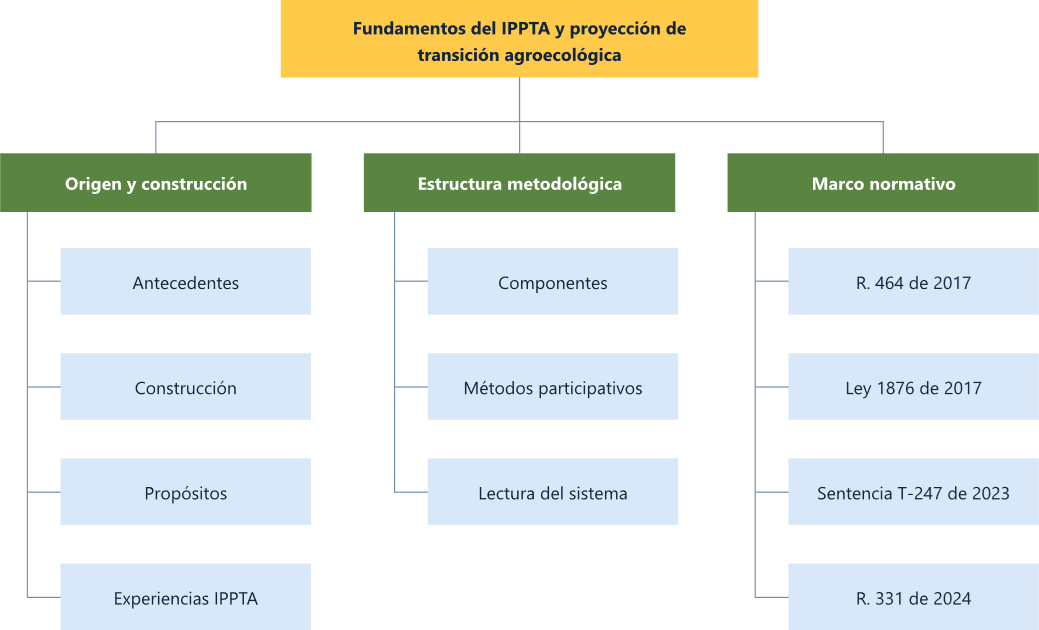 Fundamentos del IPPTA y proyección de
transición agroecológica
Origen y construcción
Antecedentes
Construcción
Propósitos
Experiencias IPPTA
Estructura metodológica
Componentes
Métodos participativos
Lectura del sistema
Marco normativo
R. 464 de 2017
Ley 1876 de 2017
Sentencia T-247 de 2023
R. 331 de 2024